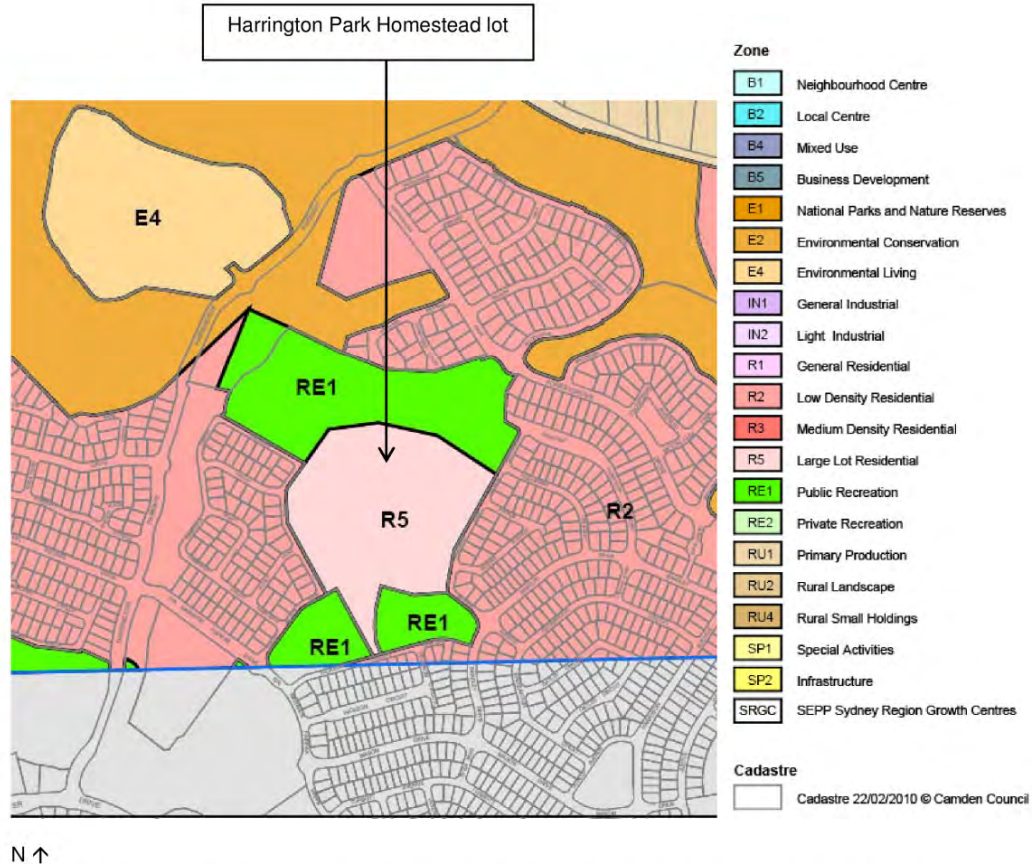 Harrington Park Homestead lot
E4
RE1
R5
R2
RE1
RE1
DRIVE
Zone
B1 Neighbourhood Centre
B2 Local Centre
B4 Mixed Use
B5 Business Development
E1 National Parks and Nature Reserves
E2 Environmental Conservation
E4 Environmental Living
IN1 General Industrial
IN2 Light Industrial
R1 General Residential
R2 Low Density Residential
R3 Medium Density Residential
R5 Large Lot Residential
RE1 Public Recreation
RE2 Private Recreation
RU1 Primary Production
RU2 Rural Landscape
RU4 Rural Small Holdings
SP1 Special Activities
SP2 Infrastructure
SRGC SEPP Sydney Region Growth Centres
Cadastre
Cadastre 22/02/2010 © Camden Council
N ↑